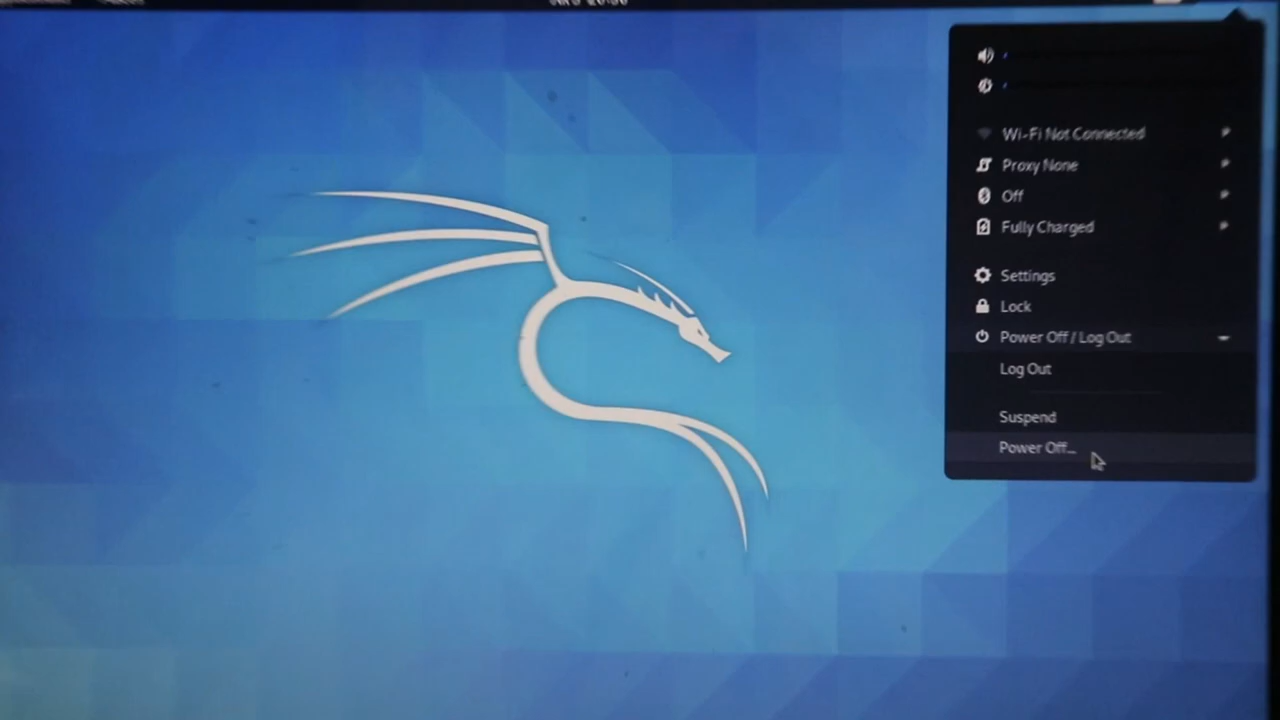 Wi-Fi Not Connected
Proxy None
Off
Fully Charged
Settings
Lock
Power Off / Log Out
Log Out
Suspend
Power Off...